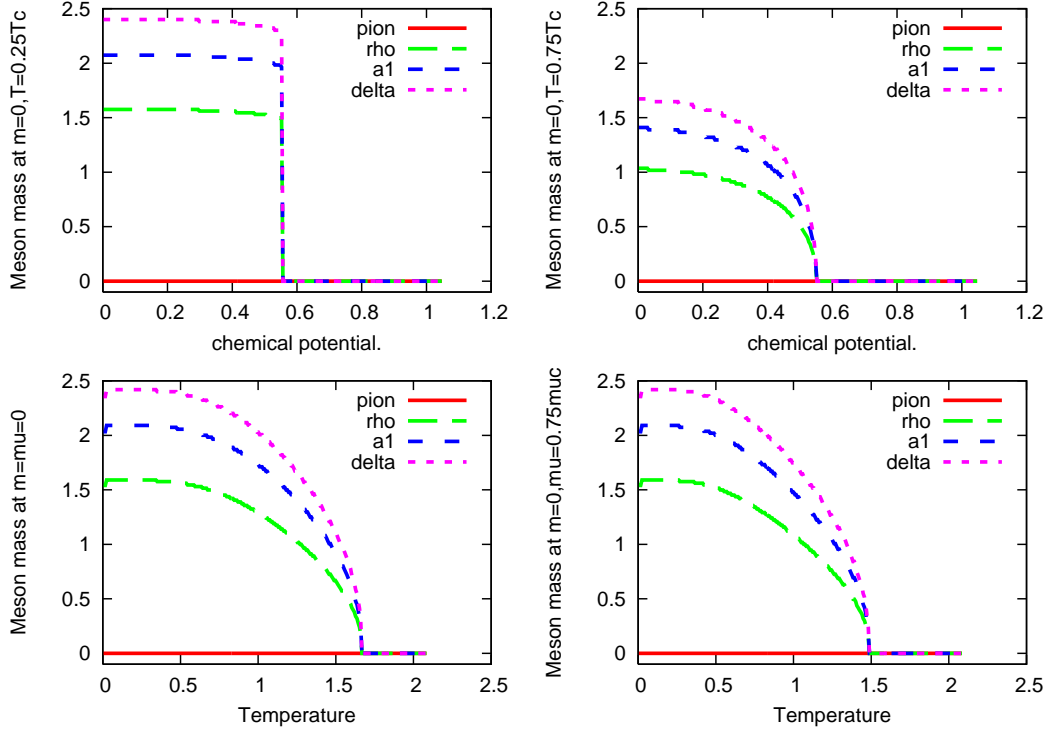 Meson mass at m=0,T=0.25Tc
2.5
2
1.5
1
0.5
0
0 0.2 0.4 0.6 0.8 1 1.2
chemical potential.
pion
rho
a1
delta
Meson mass at m=0,T=0.75Tc
2.5
2
1.5
1
0.5
0
0 0.2 0.4 0.6 0.8 1 1.2
chemical potential.
pion
rho
a1
delta
Meson mass at m=mu=0
2.5
2
1.5
1
0.5
0
0 0.5 1 1.5 2 2.5
Temperature
pion
rho
a1
delta
Meson mass at m=0,mu=0.75muc
2.5
2
1.5
1
0.5
0
0 0.5 1 1.5 2 2.5
Temperature
pion
rho
a1
delta